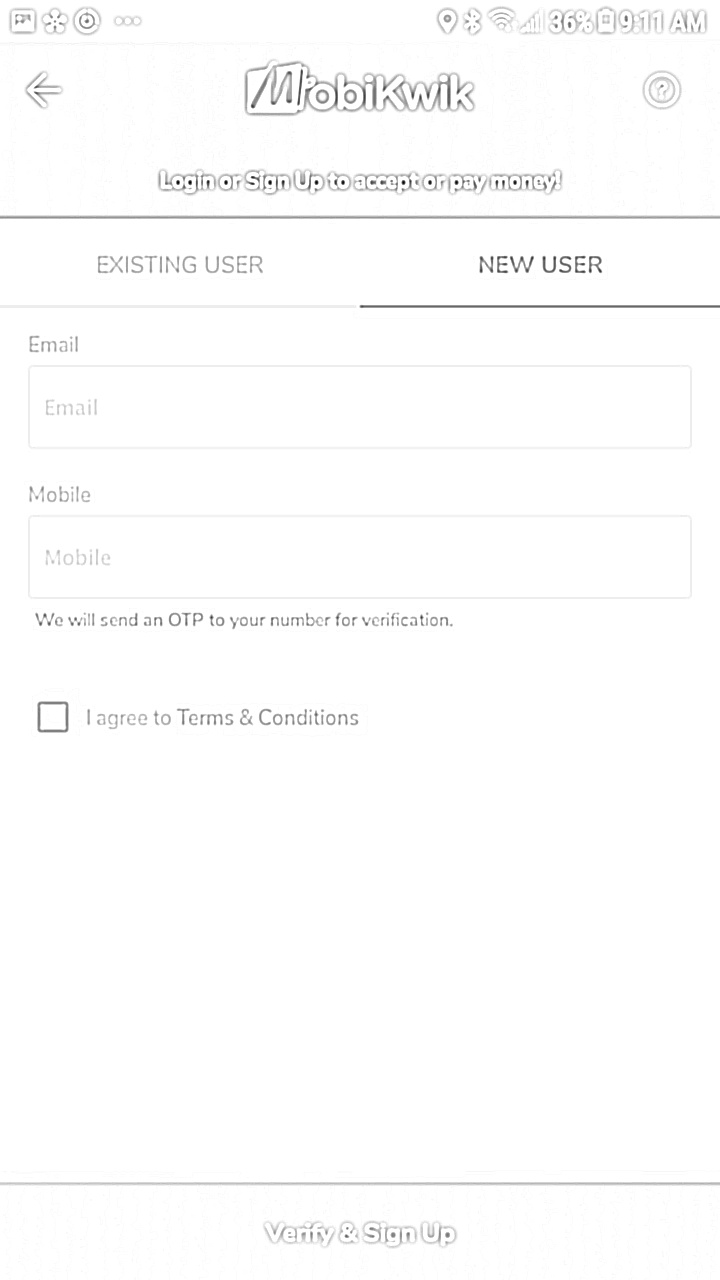 36% 9:11 AM
MobiKwik
Login or Sign Up to accept or pay money!
EXISTING USER NEW USER
Email
Email
Mobile
Mobile
We will send an OTP to your number for verification.
I agree to Terms & Conditions
Verify & Sign Up